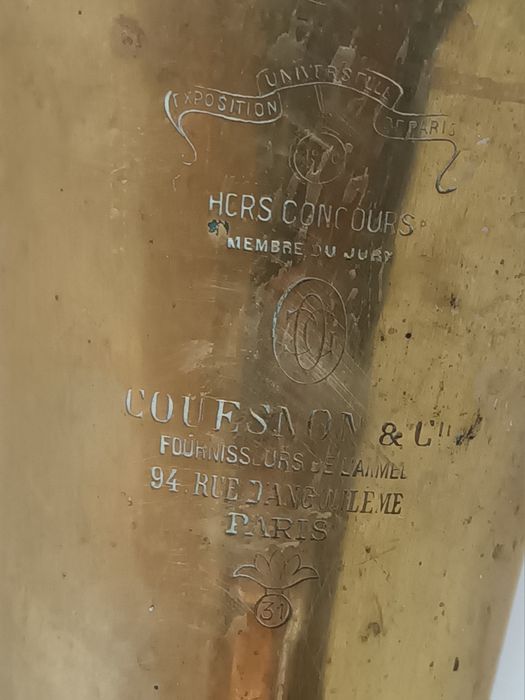 EXPOSITION UNIVERSELLE DE PARIS
HORS CONCOURS
MEMBRE DU JURY
COUESNON & Cie
FOURNISSEURS DE L'ARMEE
94. RUE D'ANGOULEME
PARIS
31